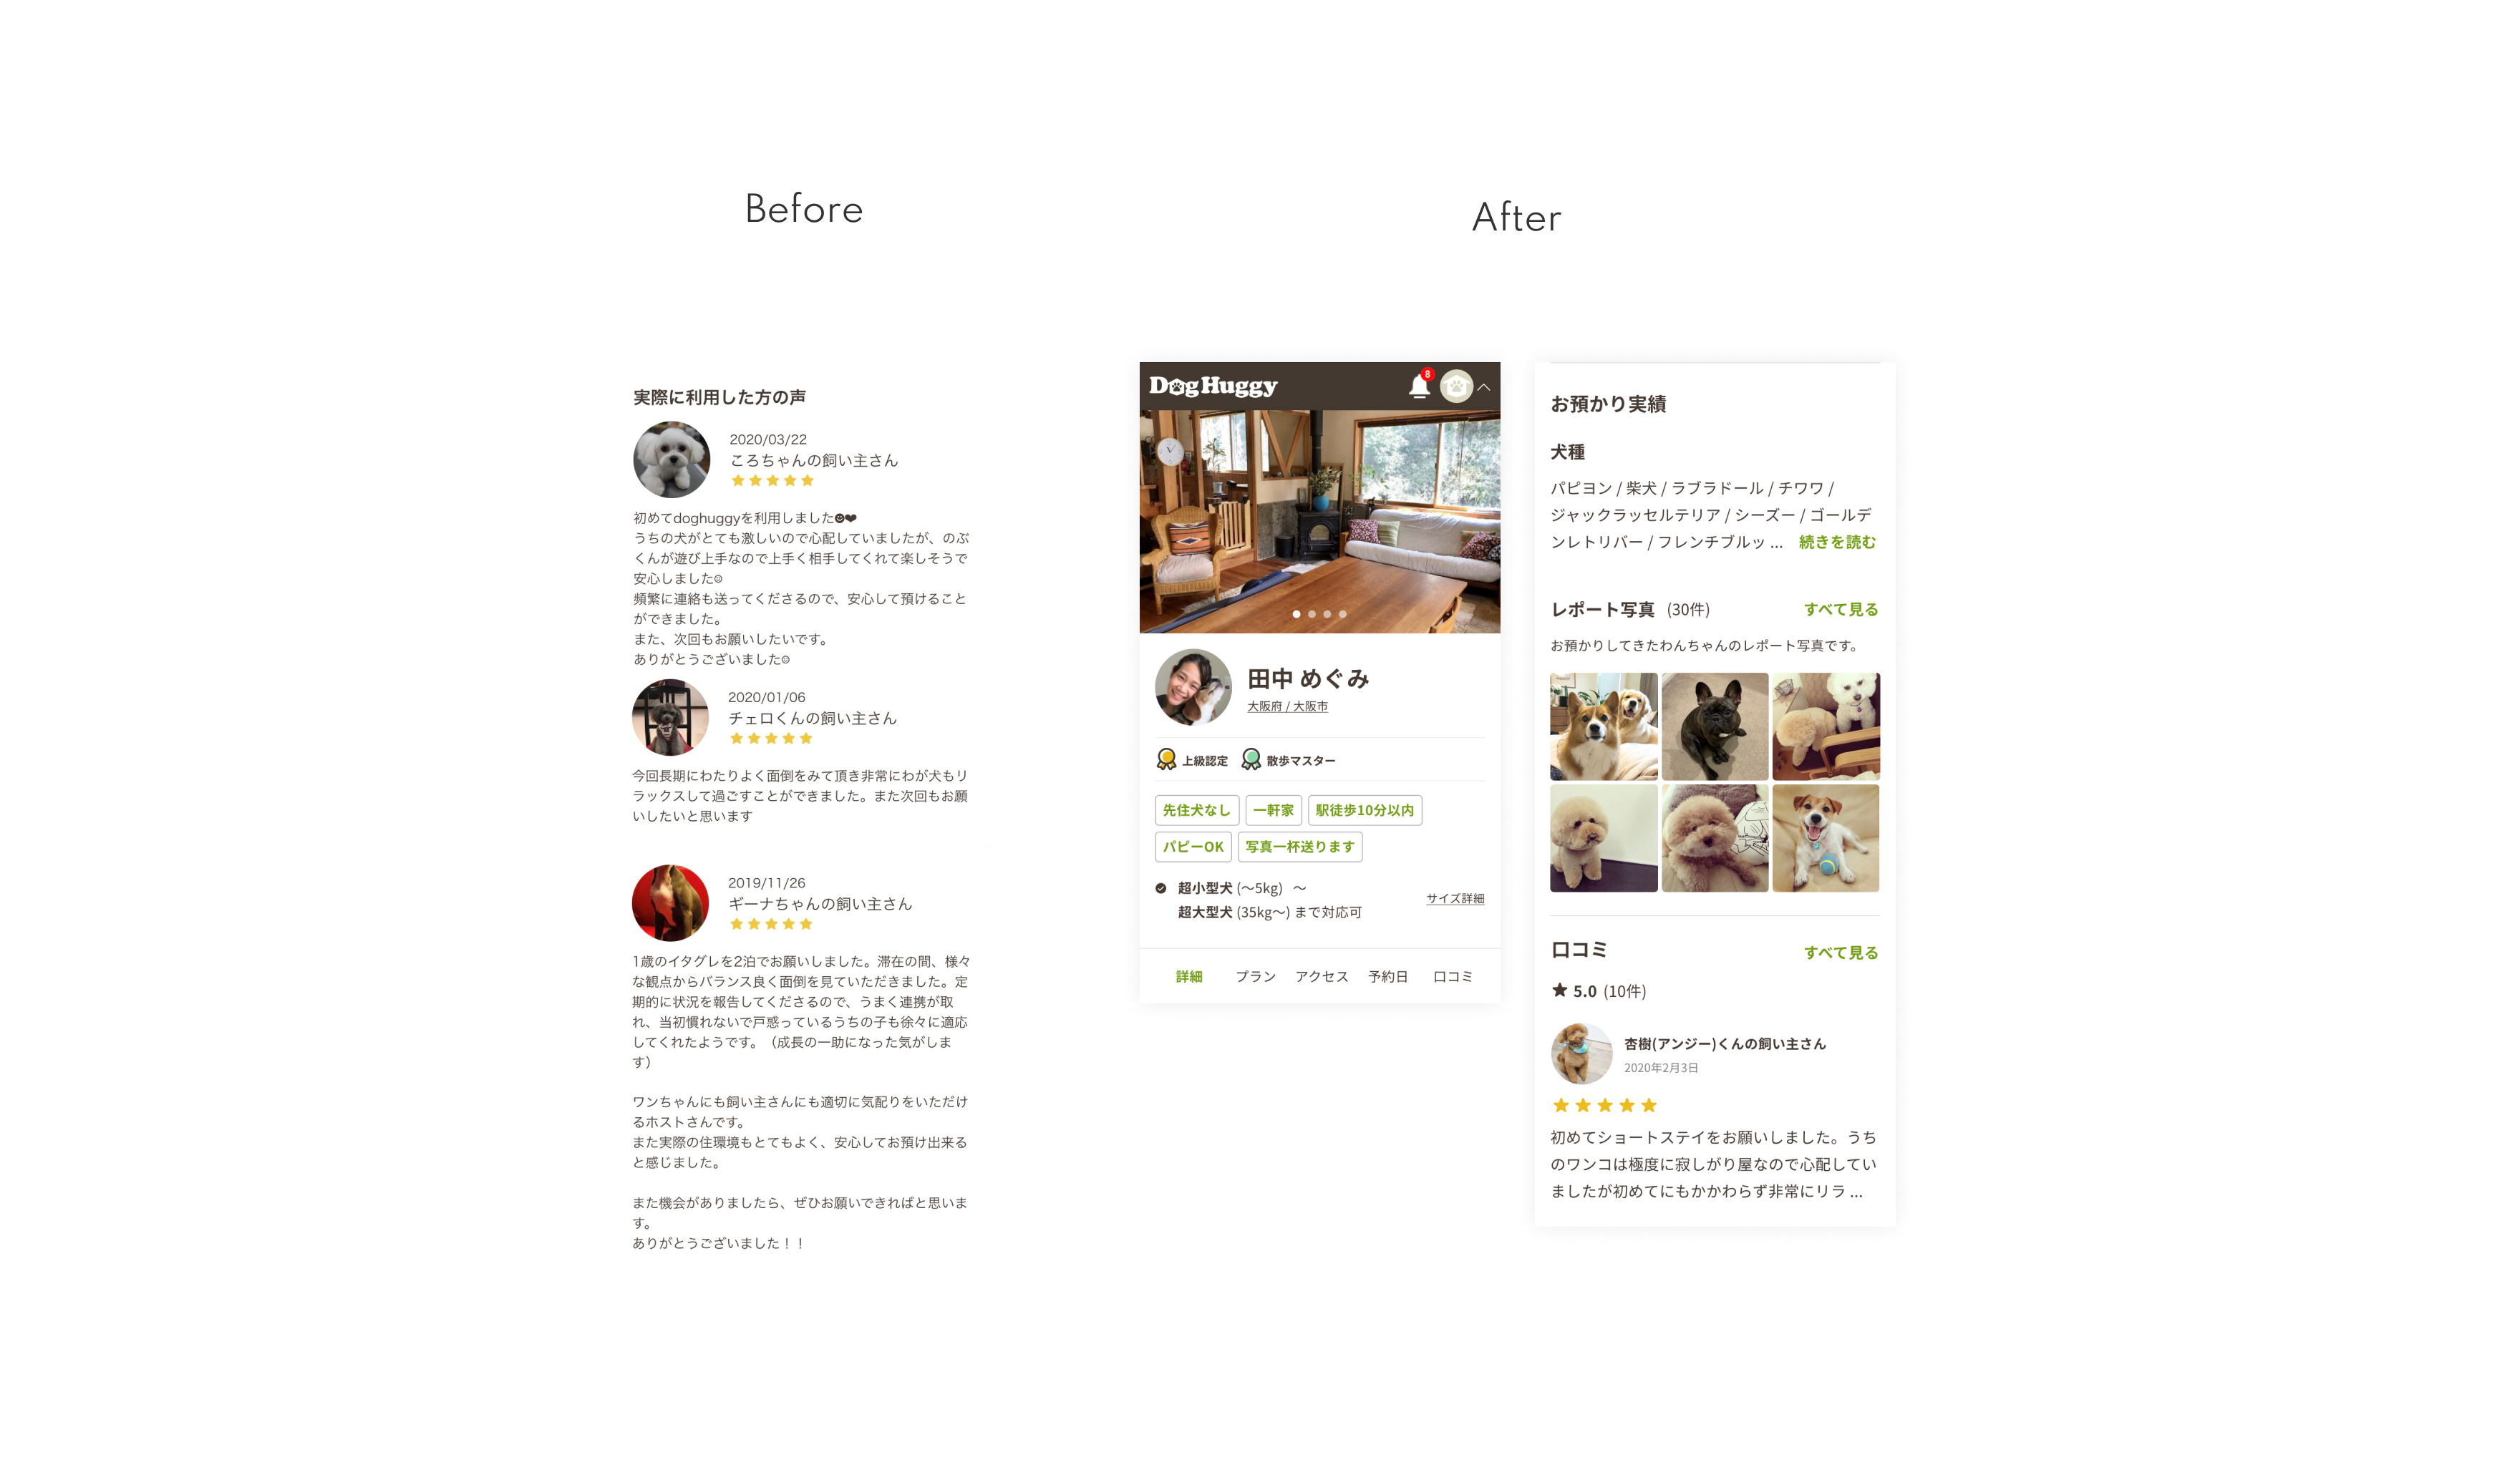 Before
After
実際に利用した方の声
2020/03/22
ころちゃんの飼い主さん
初めてdoghuggyを利用しました☻❤
うちの犬がとても激しいので心配していましたが、のぶ
くんが遊び上手なので上手く相手してくれて楽しそうで
安心しました☺
頻繁に連絡も送ってくださるので、安心して預けること
ができました。
また、次回もお願いしたいです。
ありがとうございました☺
2020/01/06
チェロくんの飼い主さん
今回長期にわたりよく面倒をみて頂き非常にわが犬もリ
ラックスして過ごすことができました。また次回もお願
いしたいと思います
2019/11/26
ギーナちゃんの飼い主さん
1歳のイタグレを2泊でお願いしました。滞在の間、様々
な観点からバランス良く面倒を見ていただきました。定
期的に状況を報告してくださるので、うまく連携が取
れ、当初慣れないで戸惑っているうちの子も徐々に適応
してくれたようです。（成長の一助になった気がしま
す）
ワンちゃんにも飼い主さんにも適切に気配りをいただけ
るホストさんです。
また実際の住環境もとてもよく、安心してお預け出来る
と感じました。
また機会がありましたら、ぜひお願いできればと思いま
す。
ありがとうございました！！
DogHuggy
8
田中 めぐみ
大阪府 / 大阪市
上級認定 散歩マスター
先住犬なし 一軒家 駅徒歩10分以内
パピーOK 写真一杯送ります
超小型犬 (〜5kg) 〜
超大型犬 (35kg〜) まで対応可
サイズ詳細
詳細 プラン アクセス 予約日 口コミ
お預かり実績
犬種
パピヨン / 柴犬 / ラブラドール / チワワ /
ジャックラッセルテリア / シーズー / ゴールデ
ンレトリバー / フレンチブルッ ... 続きを読む
レポート写真 (30件) すべて見る
お預かりしてきたわんちゃんのレポート写真です。
口コミ すべて見る
★ 5.0 (10件)
杏樹(アンジー)くんの飼い主さん
2020年2月3日
初めてショートステイをお願いしました。うち
のワンコは極度に寂しがり屋なので心配してい
ましたが初めてにもかかわらず非常にリラ ...